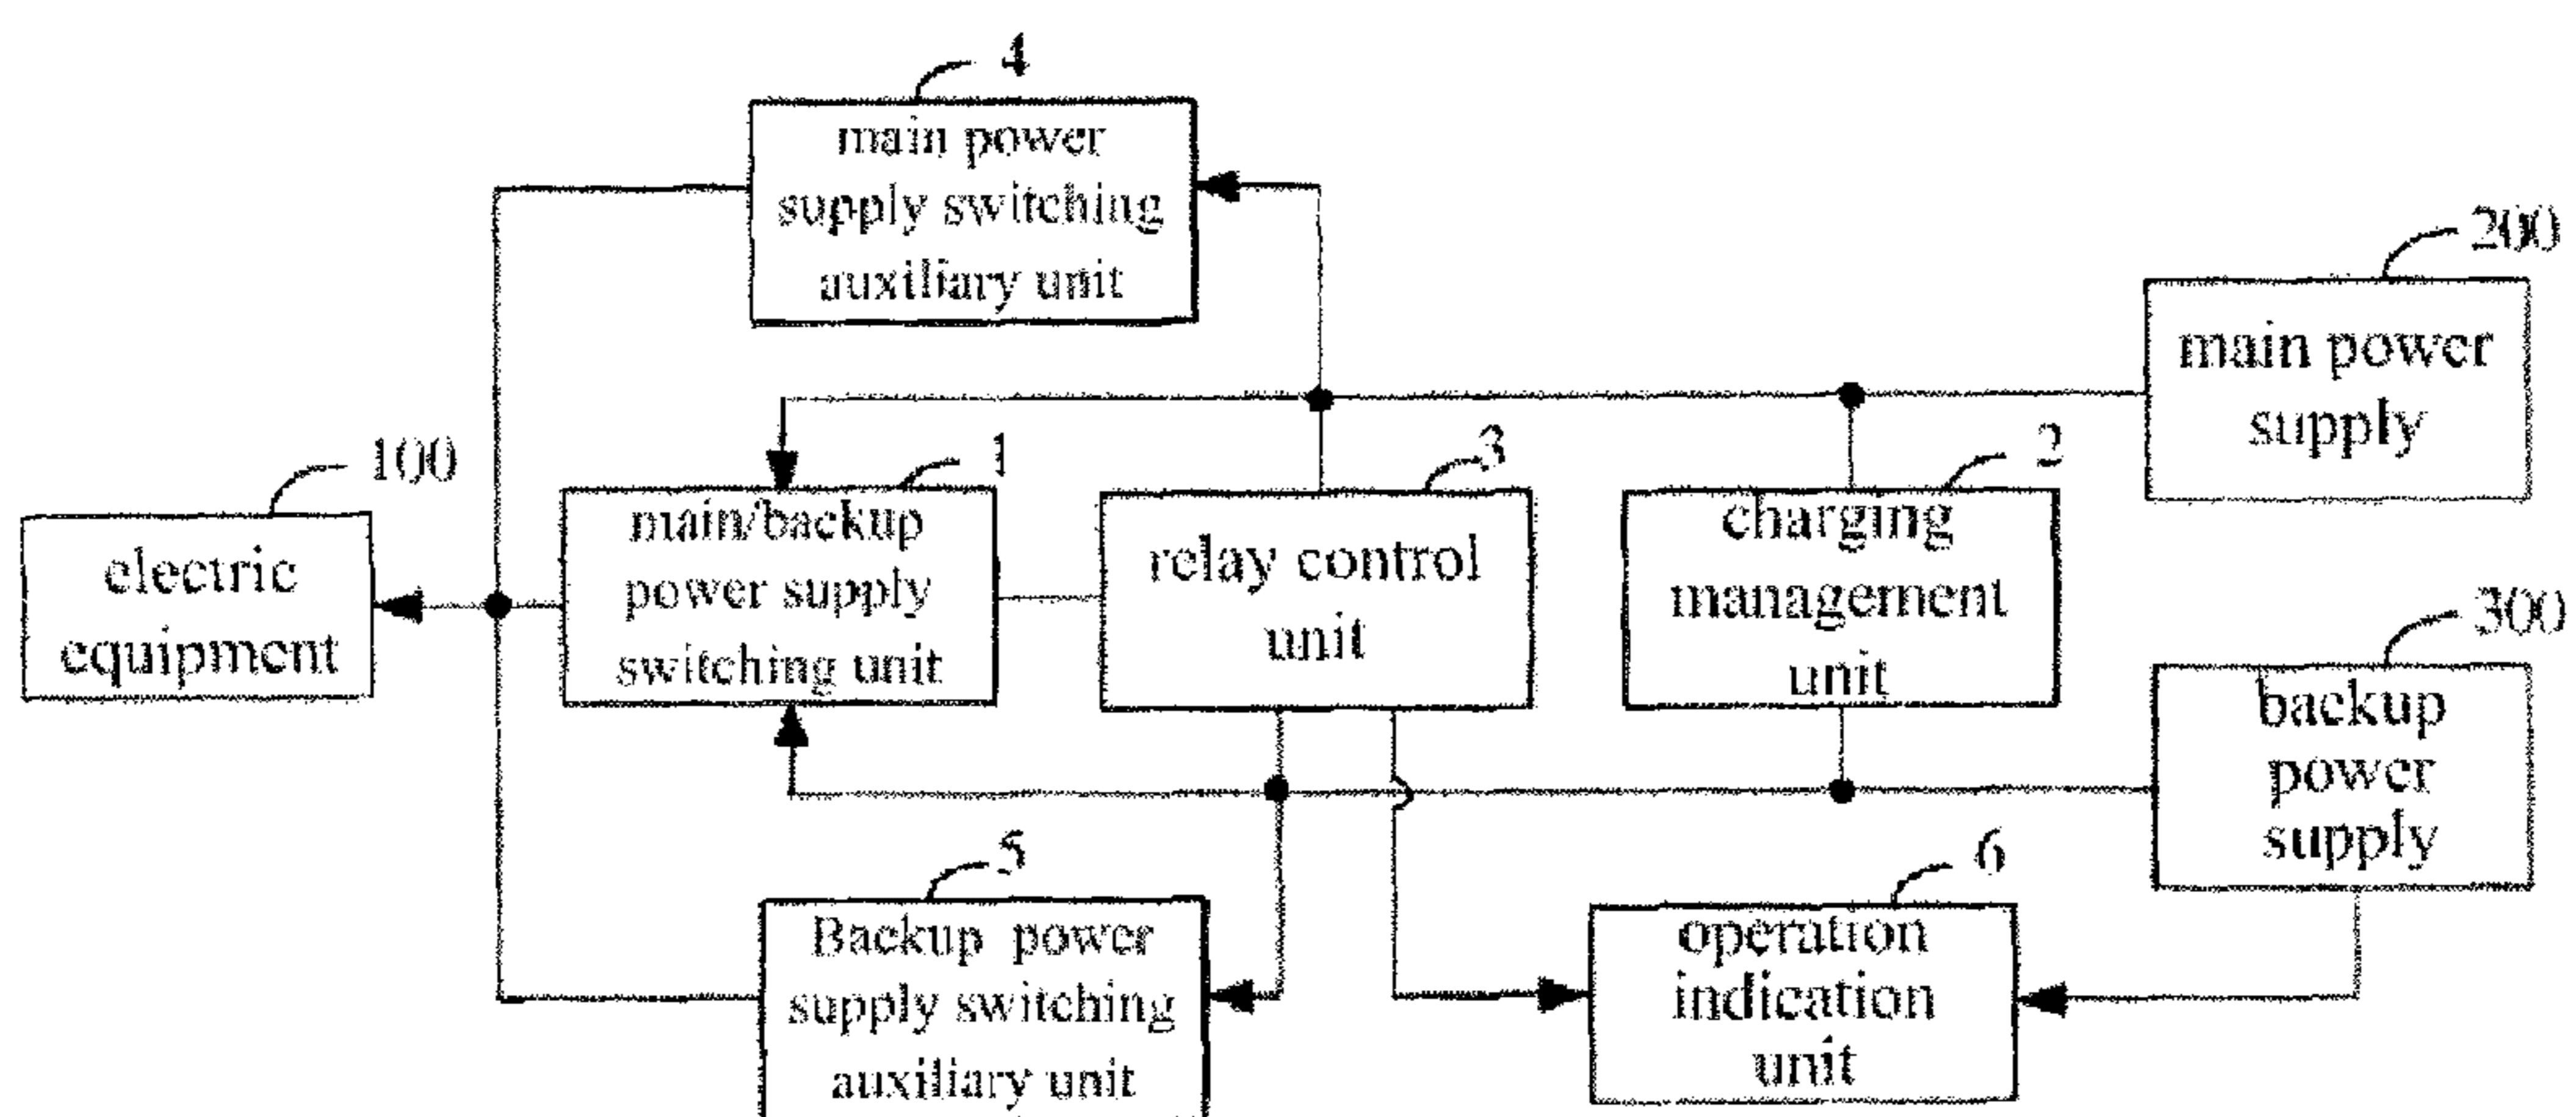 4
main power
supply switching
auxiliary unit
200
main power
supply
100
electric
equipment
1
main/backup
power supply
switching unit
3
relay control
unit
2
charging
management
unit
300
backup
power
supply
5
Backup power
supply switching
auxiliary unit
6
operation
indication
unit